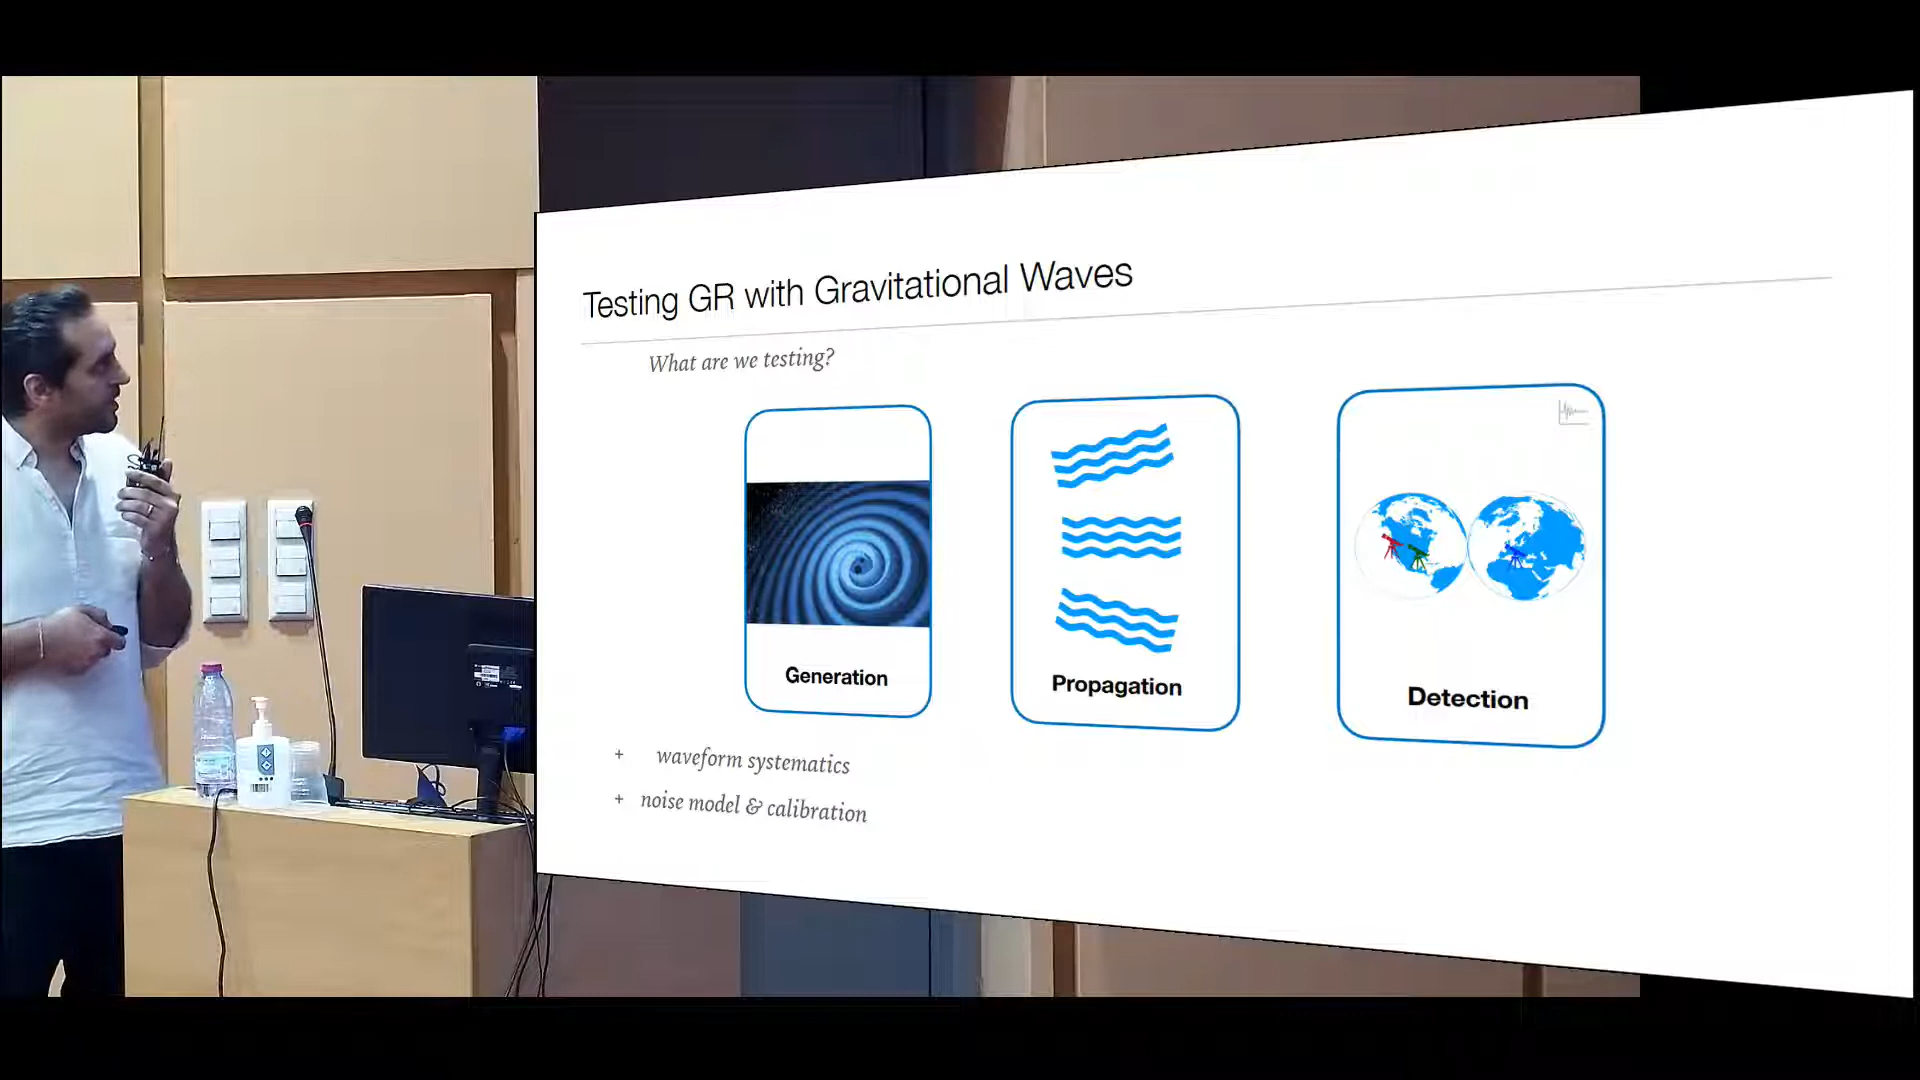 Testing GR with Gravitational Waves
What are we testing?
Generation
Propagation
Detection
+ waveform systematics
+ noise model & calibration